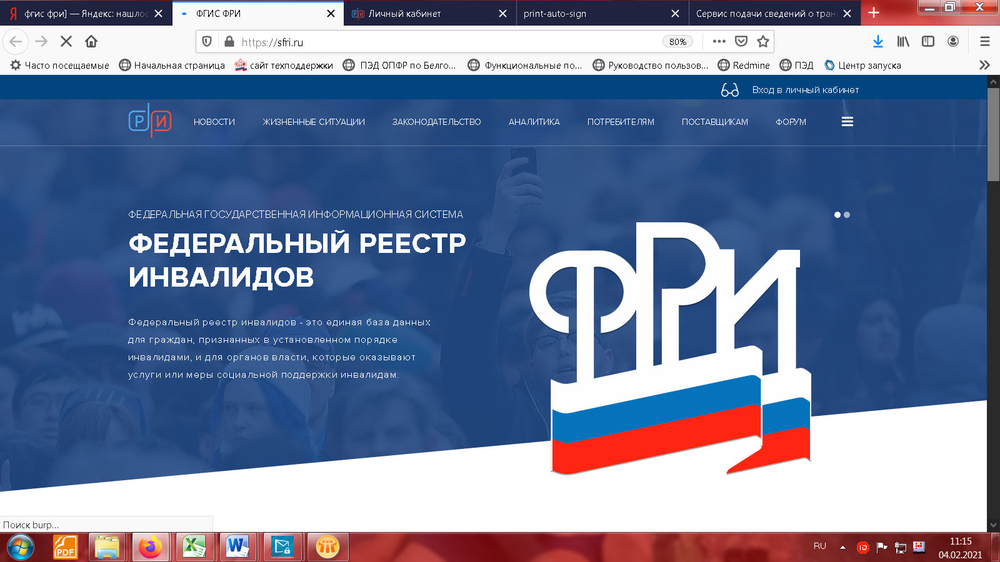 Я фгис фри] — Яндекс: нашлос
ФГИС ФРИ
РИ Личный кабинет
print-auto-sign
Сервис подачи сведений о тран
https://sfri.ru
80%
Часто посещаемые
Начальная страница
сайт техподдержки
ПЭД ОПФР по Белго...
Функциональные по...
Руководство пользов...
Redmine
ПЭД
Центр запуска
Вход в личный кабинет
РИ
НОВОСТИ
ЖИЗНЕННЫЕ СИТУАЦИИ
ЗАКОНОДАТЕЛЬСТВО
АНАЛИТИКА
ПОТРЕБИТЕЛЯМ
ПОСТАВЩИКАМ
ФОРУМ
ФЕДЕРАЛЬНАЯ ГОСУДАРСТВЕННАЯ ИНФОРМАЦИОННАЯ СИСТЕМА
ФЕДЕРАЛЬНЫЙ РЕЕСТР
ИНВАЛИДОВ
Федеральный реестр инвалидов - это единая база данных
для граждан, признанных в установленном порядке
инвалидами, и для органов власти, которые оказывают
услуги или меры социальной поддержки инвалидам.
ФРИ
Поиск burp...
PDF
RU
ID
11:15
04.02.2021